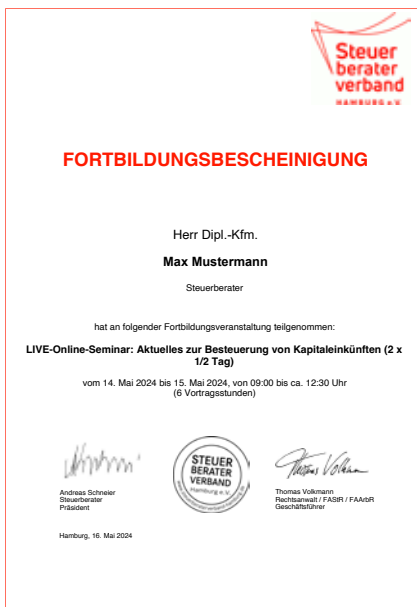 Steuer
berater
verband
HAMBURG e.V.
FORTBILDUNGSBESCHEINIGUNG
Herr Dipl.-Kfm.
Max Mustermann
Steuerberater
hat an folgender Fortbildungsveranstaltung teilgenommen:
LIVE-Online-Seminar: Aktuelles zur Besteuerung von Kapitaleinkünften (2 x
1/2 Tag)
vom 14. Mai 2024 bis 15. Mai 2024, von 09:00 bis ca. 12:30 Uhr
(6 Vortragsstunden)
STEUER
BERATER
VERBAND
Hamburg e.V.
Thomas Volkmann
Andreas Schneier
Steuerberater
Präsident
Thomas Volkmann
Rechtsanwalt / FAStR / FAArbR
Geschäftsführer
Hamburg, 16. Mai 2024